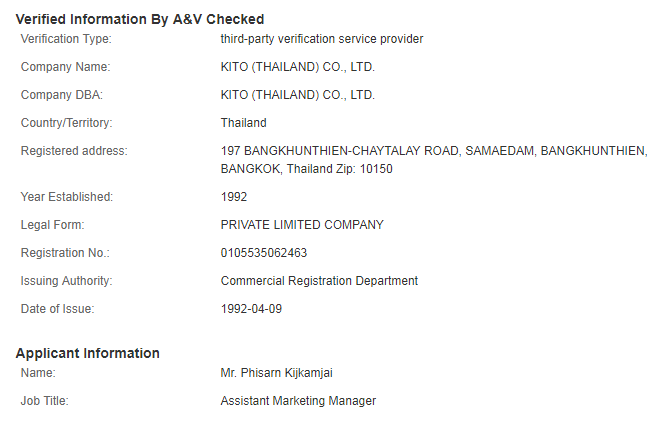 Verified Information By A&V Checked
Verification Type: third-party verification service provider
Company Name: KITO (THAILAND) CO., LTD.
Company DBA: KITO (THAILAND) CO., LTD.
Country/Territory: Thailand
Registered address: 197 BANGKHUNTHIEN-CHAYTALAY ROAD, SAMAEDAM, BANGKHUNTHIEN,
BANGKOK, Thailand Zip: 10150
Year Established: 1992
Legal Form: PRIVATE LIMITED COMPANY
Registration No.: 0105535062463
Issuing Authority: Commercial Registration Department
Date of Issue: 1992-04-09
Applicant Information
Name: Mr. Phisarn Kijkamjai
Job Title: Assistant Marketing Manager